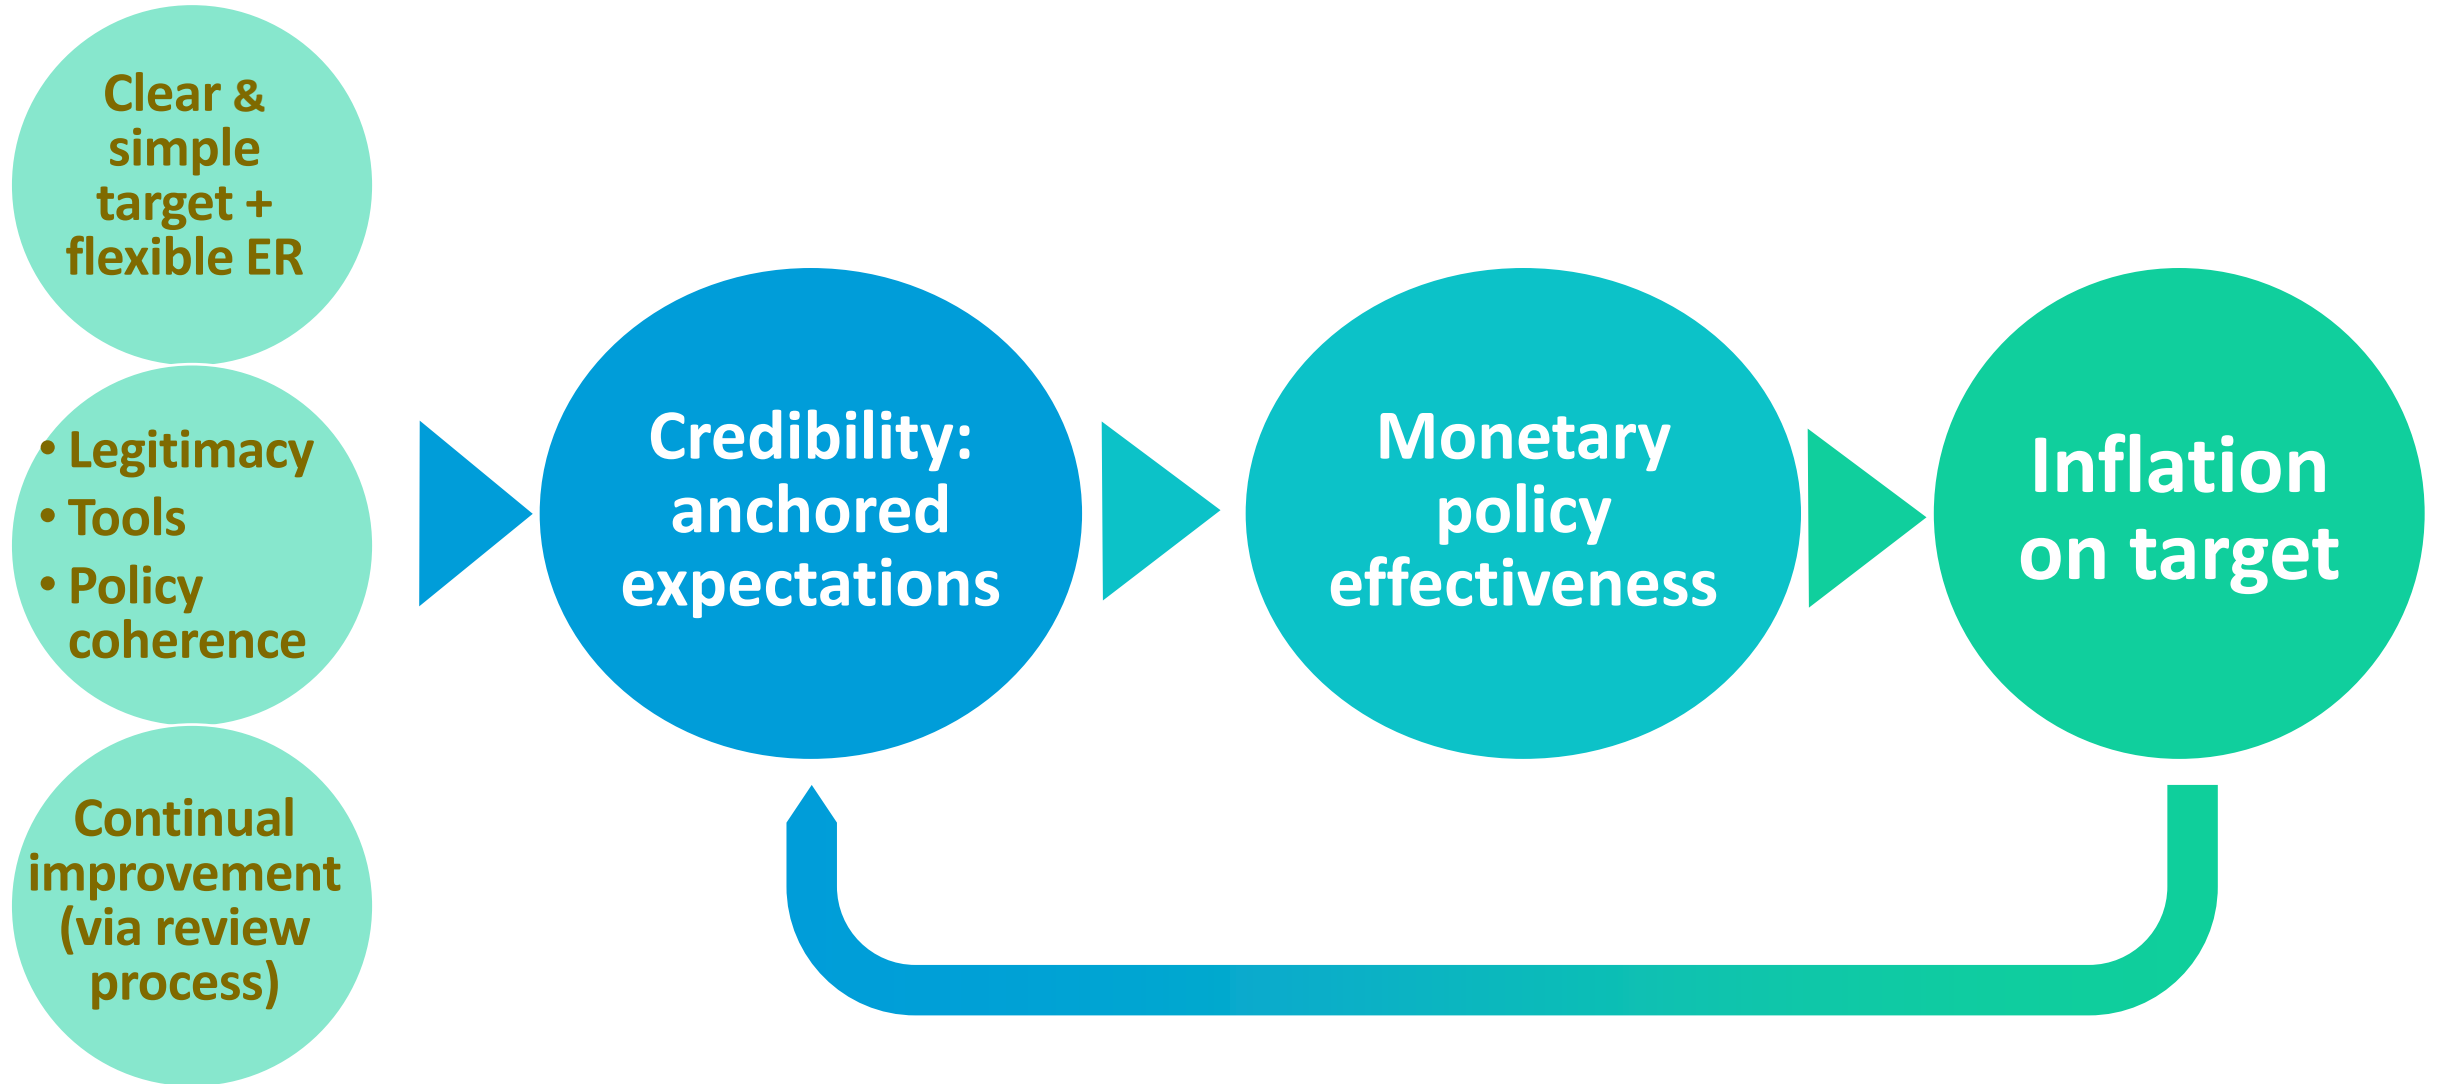 Clear &
simple
target +
flexible ER
• Legitimacy
• Tools
• Policy
coherence
Continual
improvement
(via review
process)
Credibility:
anchored
expectations
Monetary
policy
effectiveness
Inflation
on target